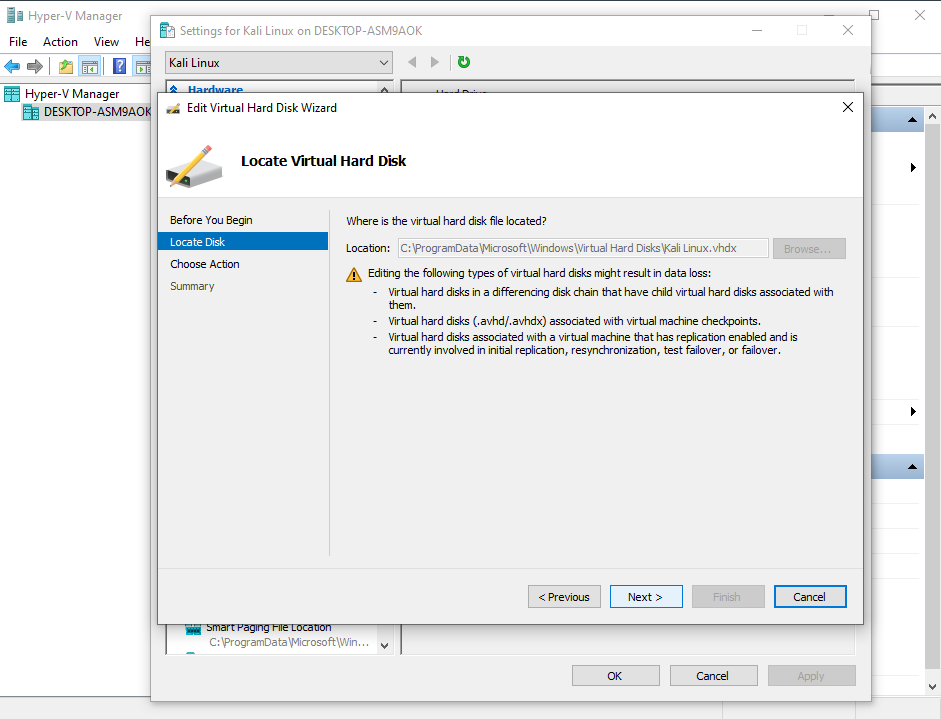 Hyper-V Manager
Settings for Kali Linux on DESKTOP-ASM9AOK
File Action View He
Kali Linux
Hyper-V Manager
DESKTOP-ASM9AOK
Hardware
Edit Virtual Hard Disk Wizard
Locate Virtual Hard Disk
Before You Begin
Locate Disk
Choose Action
Summary
Where is the virtual hard disk file located?
Location: C:\ProgramData\Microsoft\Windows\Virtual Hard Disks\Kali Linux.vhdx Browse...
Editing the following types of virtual hard disks might result in data loss:
- Virtual hard disks in a differencing disk chain that have child virtual hard disks associated with
them.
- Virtual hard disks (.avhd/.avhdx) associated with virtual machine checkpoints.
- Virtual hard disks associated with a virtual machine that has replication enabled and is
currently involved in initial replication, resynchronization, test failover, or failover.
< Previous Next > Finish Cancel
Smart Paging File Location
C:\ProgramData\Microsoft\Win...
OK Cancel Apply